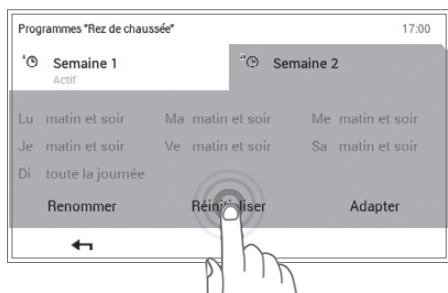 Programmes "Rez de chaussée" 17:00
Semaine 1 Semaine 2
Actif
Lu matin et soir Ma matin et soir Me matin et soir
Je matin et soir Ve matin et soir Sa matin et soir
Di toute la journée
Renommer Réinitialiser Adapter